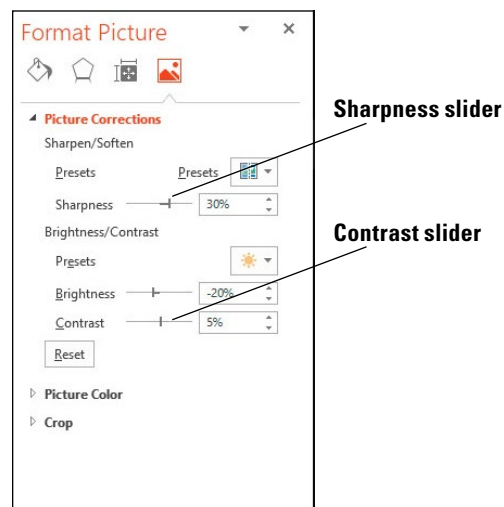 Format Picture
Picture Corrections
Sharpen/Soften
Presets Presets
Sharpness 30%
Brightness/Contrast
Presets
Brightness -20%
Contrast 5%
Reset
Picture Color
Crop
Sharpness slider
Contrast slider